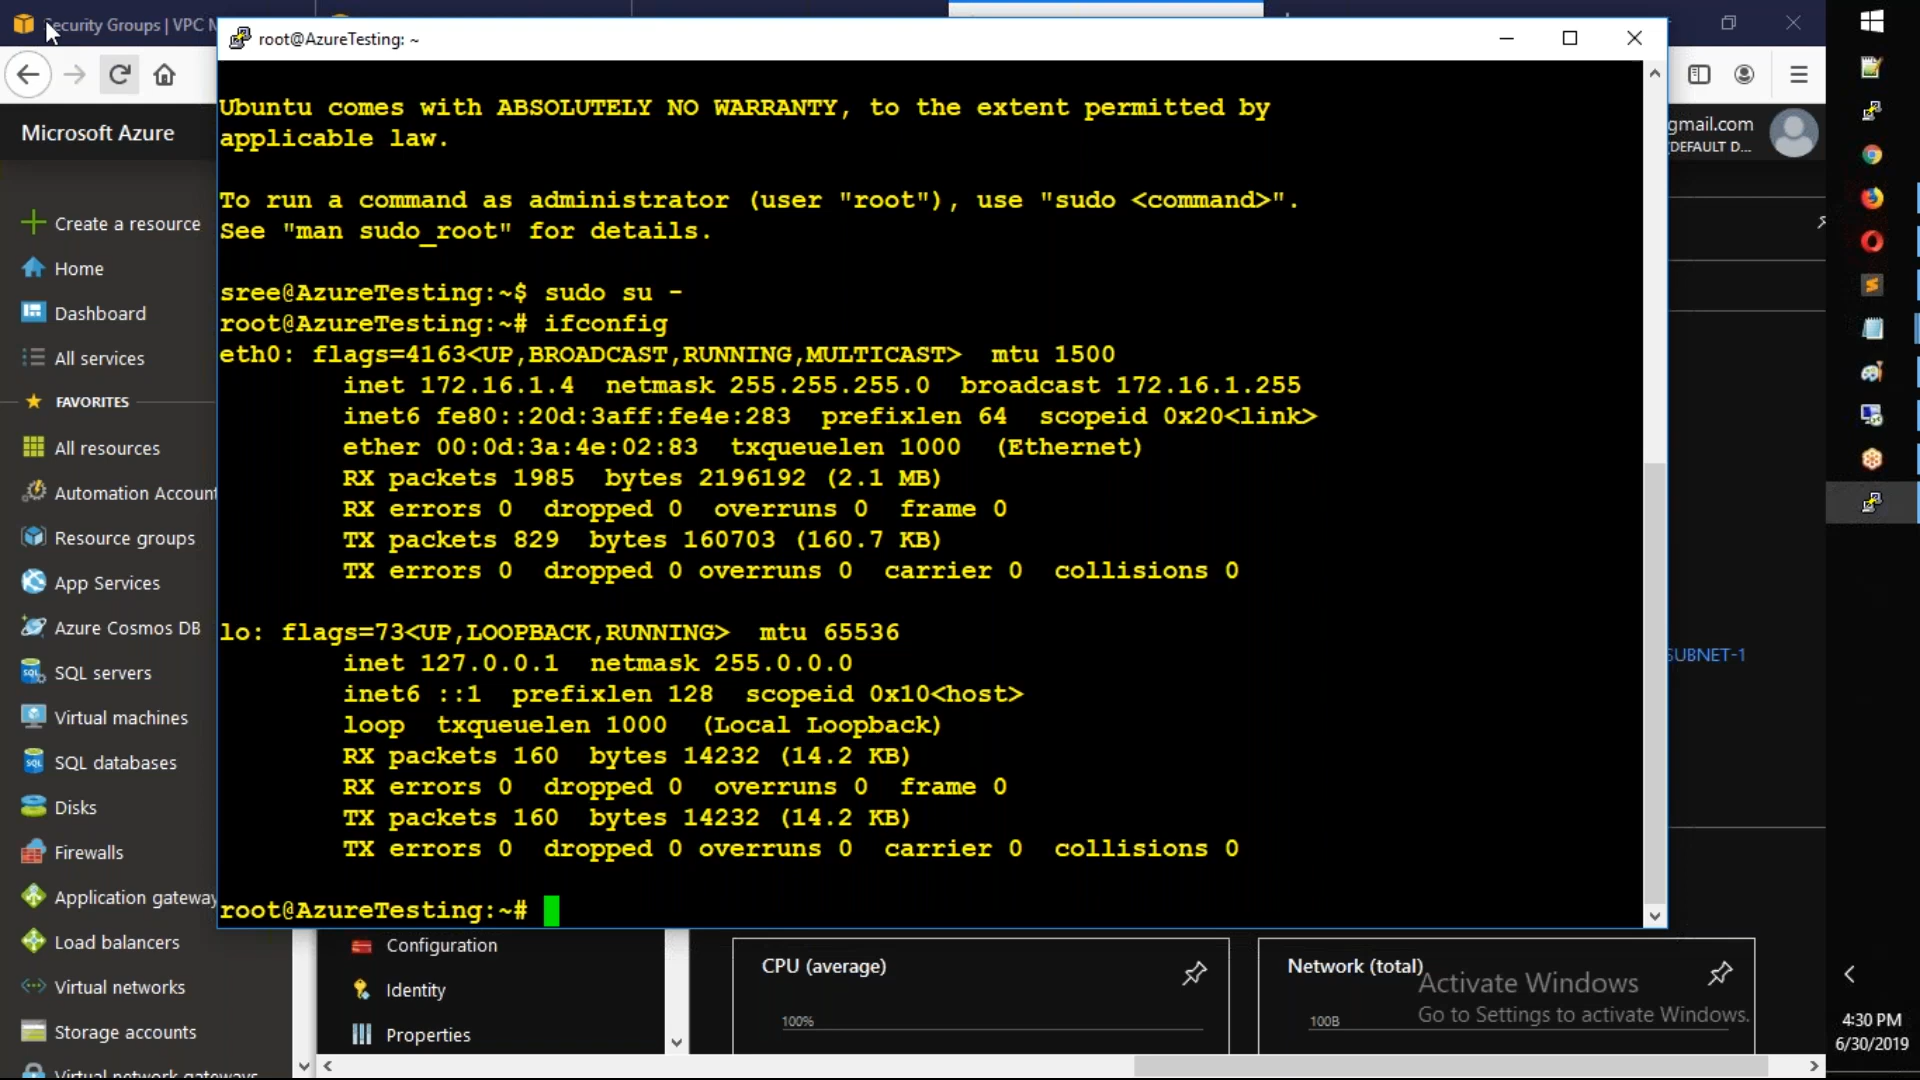 Security Groups | VPC M
root@AzureTesting: ~
Microsoft Azure
gmail.com
(DEFAULT D...
Create a resource
Home
Dashboard
All services
FAVORITES
All resources
Automation Account
Resource groups
App Services
Azure Cosmos DB
SQL servers
Virtual machines
SQL databases
Disks
Firewalls
Application gateway
Load balancers
Virtual networks
Storage accounts
Virtual network gateways
Ubuntu comes with ABSOLUTELY NO WARRANTY, to the extent permitted by
applicable law.
To run a command as administrator (user "root"), use "sudo <command>".
See "man sudo_root" for details.
sree@AzureTesting:~$ sudo su -
root@AzureTesting:~# ifconfig
eth0: flags=4163<UP,BROADCAST,RUNNING,MULTICAST>  mtu 1500
inet 172.16.1.4  netmask 255.255.255.0  broadcast 172.16.1.255
inet6 fe80::20d:3aff:fe4e:283  prefixlen 64  scopeid 0x20<link>
ether 00:0d:3a:4e:02:83  txqueuelen 1000  (Ethernet)
RX packets 1985  bytes 2196192 (2.1 MB)
RX errors 0  dropped 0  overruns 0  frame 0
TX packets 829  bytes 160703 (160.7 KB)
TX errors 0  dropped 0 overruns 0  carrier 0  collisions 0
lo: flags=73<UP,LOOPBACK,RUNNING>  mtu 65536
inet 127.0.0.1  netmask 255.0.0.0
inet6 ::1  prefixlen 128  scopeid 0x10<host>
loop  txqueuelen 1000  (Local Loopback)
RX packets 160  bytes 14232 (14.2 KB)
RX errors 0  dropped 0  overruns 0  frame 0
TX packets 160  bytes 14232 (14.2 KB)
TX errors 0  dropped 0 overruns 0  carrier 0  collisions 0
root@AzureTesting:~#
SUBNET-1
Configuration
Identity
Properties
CPU (average)
100%
Network (total)
100B
Activate Windows
Go to Settings to activate Windows.
4:30 PM
6/30/2019